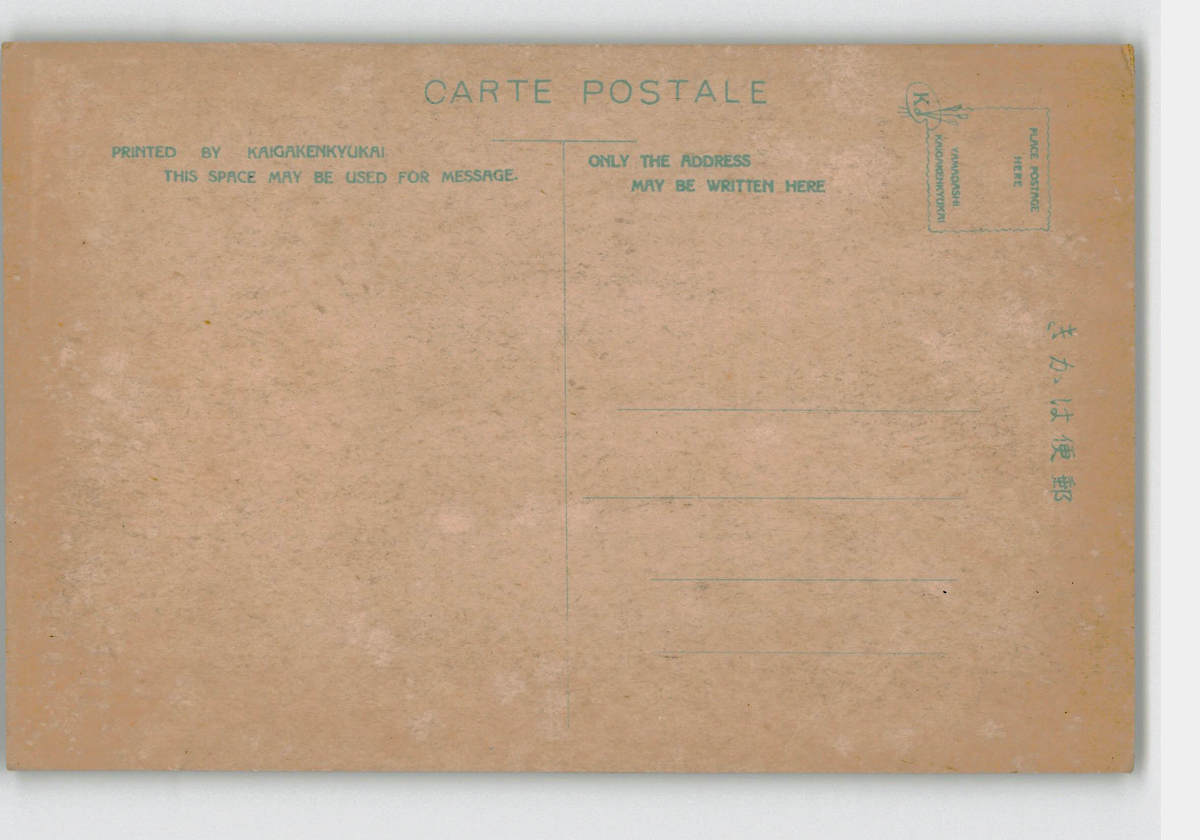 CARTE POSTALE
PRINTED BY KAIGAKENKYUKAI
THIS SPACE MAY BE USED FOR MESSAGE.
ONLY THE ADDRESS
MAY BE WRITTEN HERE
K
PLACE POSTAGE
HERE
YAMADASHI.
KAIGAKENKYUKAI
郵便はかき